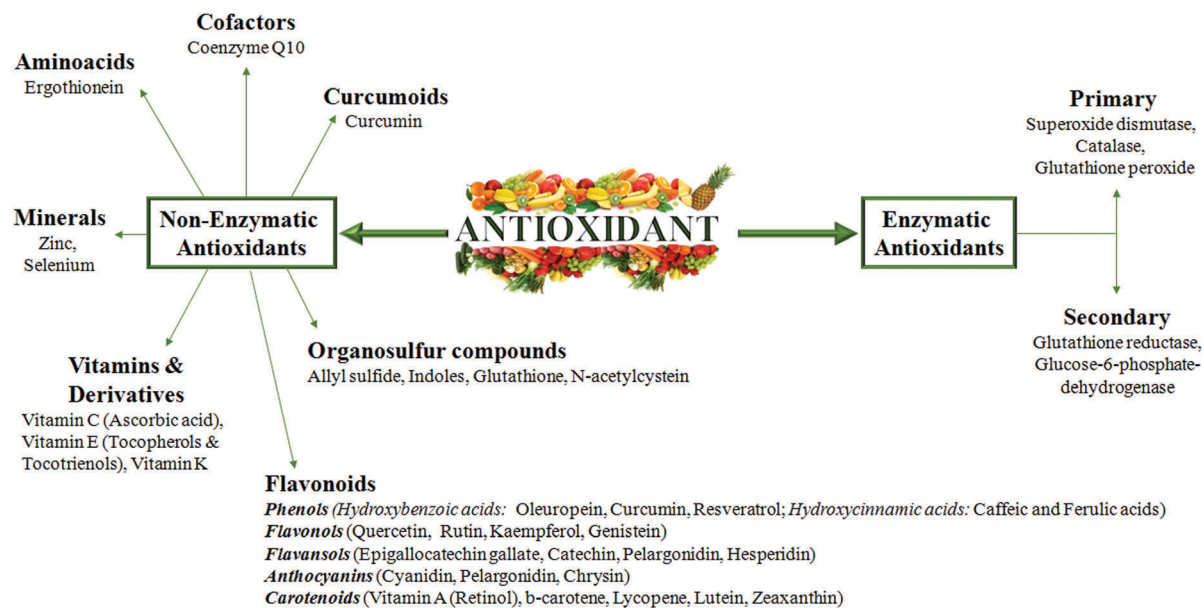 Cofactors
Coenzyme Q10
Aminoacids
Ergothionein
Curcumoids
Curcumin
Minerals
Zinc,
Selenium
Non-Enzymatic
Antioxidants
ANTIOXIDANT
Enzymatic
Antioxidants
Primary
Superoxide dismutase,
Catalase,
Glutathione peroxide
Secondary
Glutathione reductase,
Glucose-6-phosphate-
dehydrogenase
Vitamins &
Derivatives
Vitamin C (Ascorbic acid),
Vitamin E (Tocopherols &
Tocotrienols), Vitamin K
Organosulfur compounds
Allyl sulfide, Indoles, Glutathione, N-acetylcystein
Flavonoids
Phenols (Hydroxybenzoic acids: Oleuropein, Curcumin, Resveratrol; Hydroxycinnamic acids: Caffeic and Ferulic acids)
Flavonols (Quercetin, Rutin, Kaempferol, Genistein)
Flavansols (Epigallocatechin gallate, Catechin, Pelargonidin, Hesperidin)
Anthocyanins (Cyanidin, Pelargonidin, Chrysin)
Carotenoids (Vitamin A (Retinol), b-carotene, Lycopene, Lutein, Zeaxanthin)